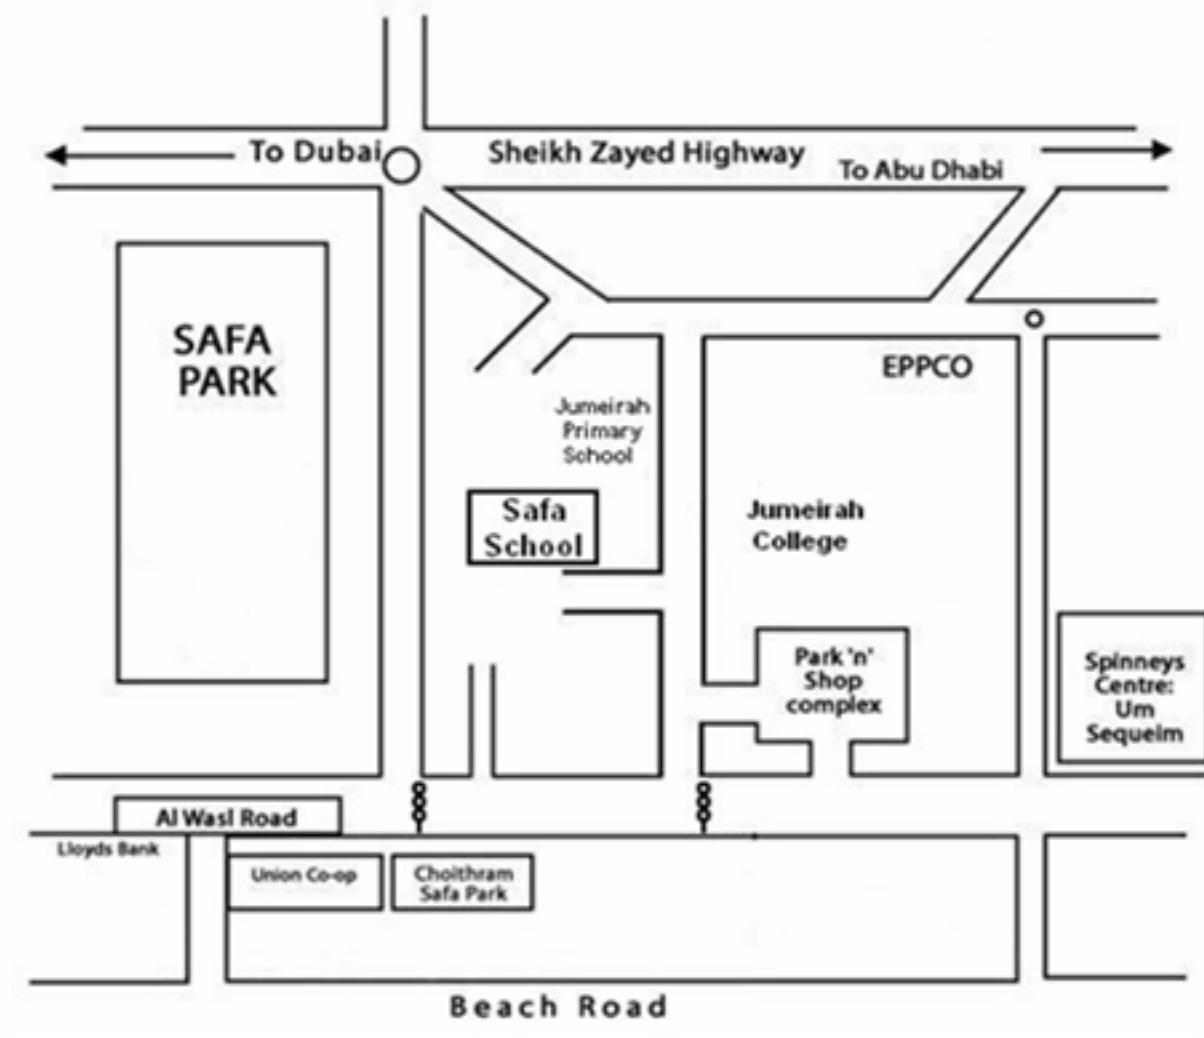 To Dubai
Sheikh Zayed Highway
To Abu Dhabi
SAFA
PARK
EPPCO
Jumeirah
Primary
School
Safa
School
Jumeirah
College
Park 'n'
Shop
complex
Spinneys
Centre:
Um
Sequeim
Al Wasl Road
Lloyds Bank
Union Co-op
Choithram
Safa Park
Beach Road